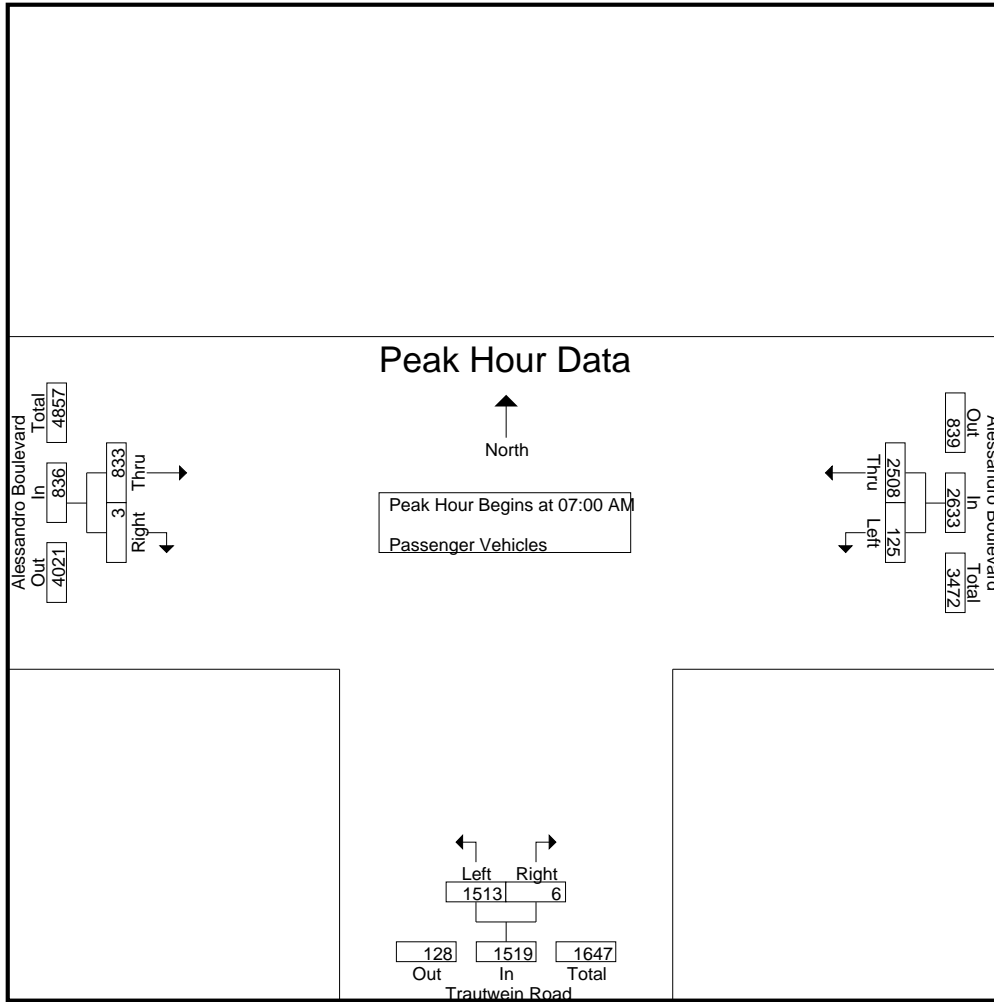 Peak Hour Data
North
Peak Hour Begins at 07:00 AM
Passenger Vehicles
Alessandro Boulevard
Total
4857
In
836
Out
4021
833
Thru
3
Right
Alessandro Boulevard
Out
839
In
2633
Total
3472
2508
Thru
125
Left
Left
Right
1513
6
128
1519
1647
Out
In
Total
Trautwein Road